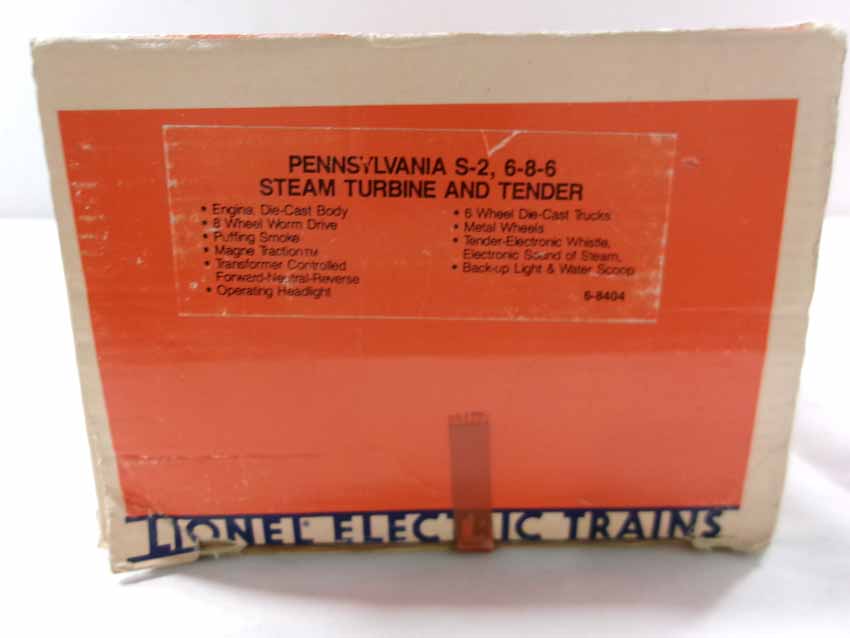 PENNSYLVANIA S-2, 6-8-6
STEAM TURBINE AND TENDER
• Engine, Die-Cast Body
• 8 Wheel Worm Drive
• Puffing Smoke
• Magne Traction™
• Transformer Controlled
Forward-Neutral-Reverse
• Operating Headlight
• 6 Wheel Die-Cast Trucks
• Metal Wheels
• Tender-Electronic Whistle,
Electronic Sound of Steam,
• Back-up Light & Water Scoop
6-8404
LIONEL® ELECTRIC TRAINS